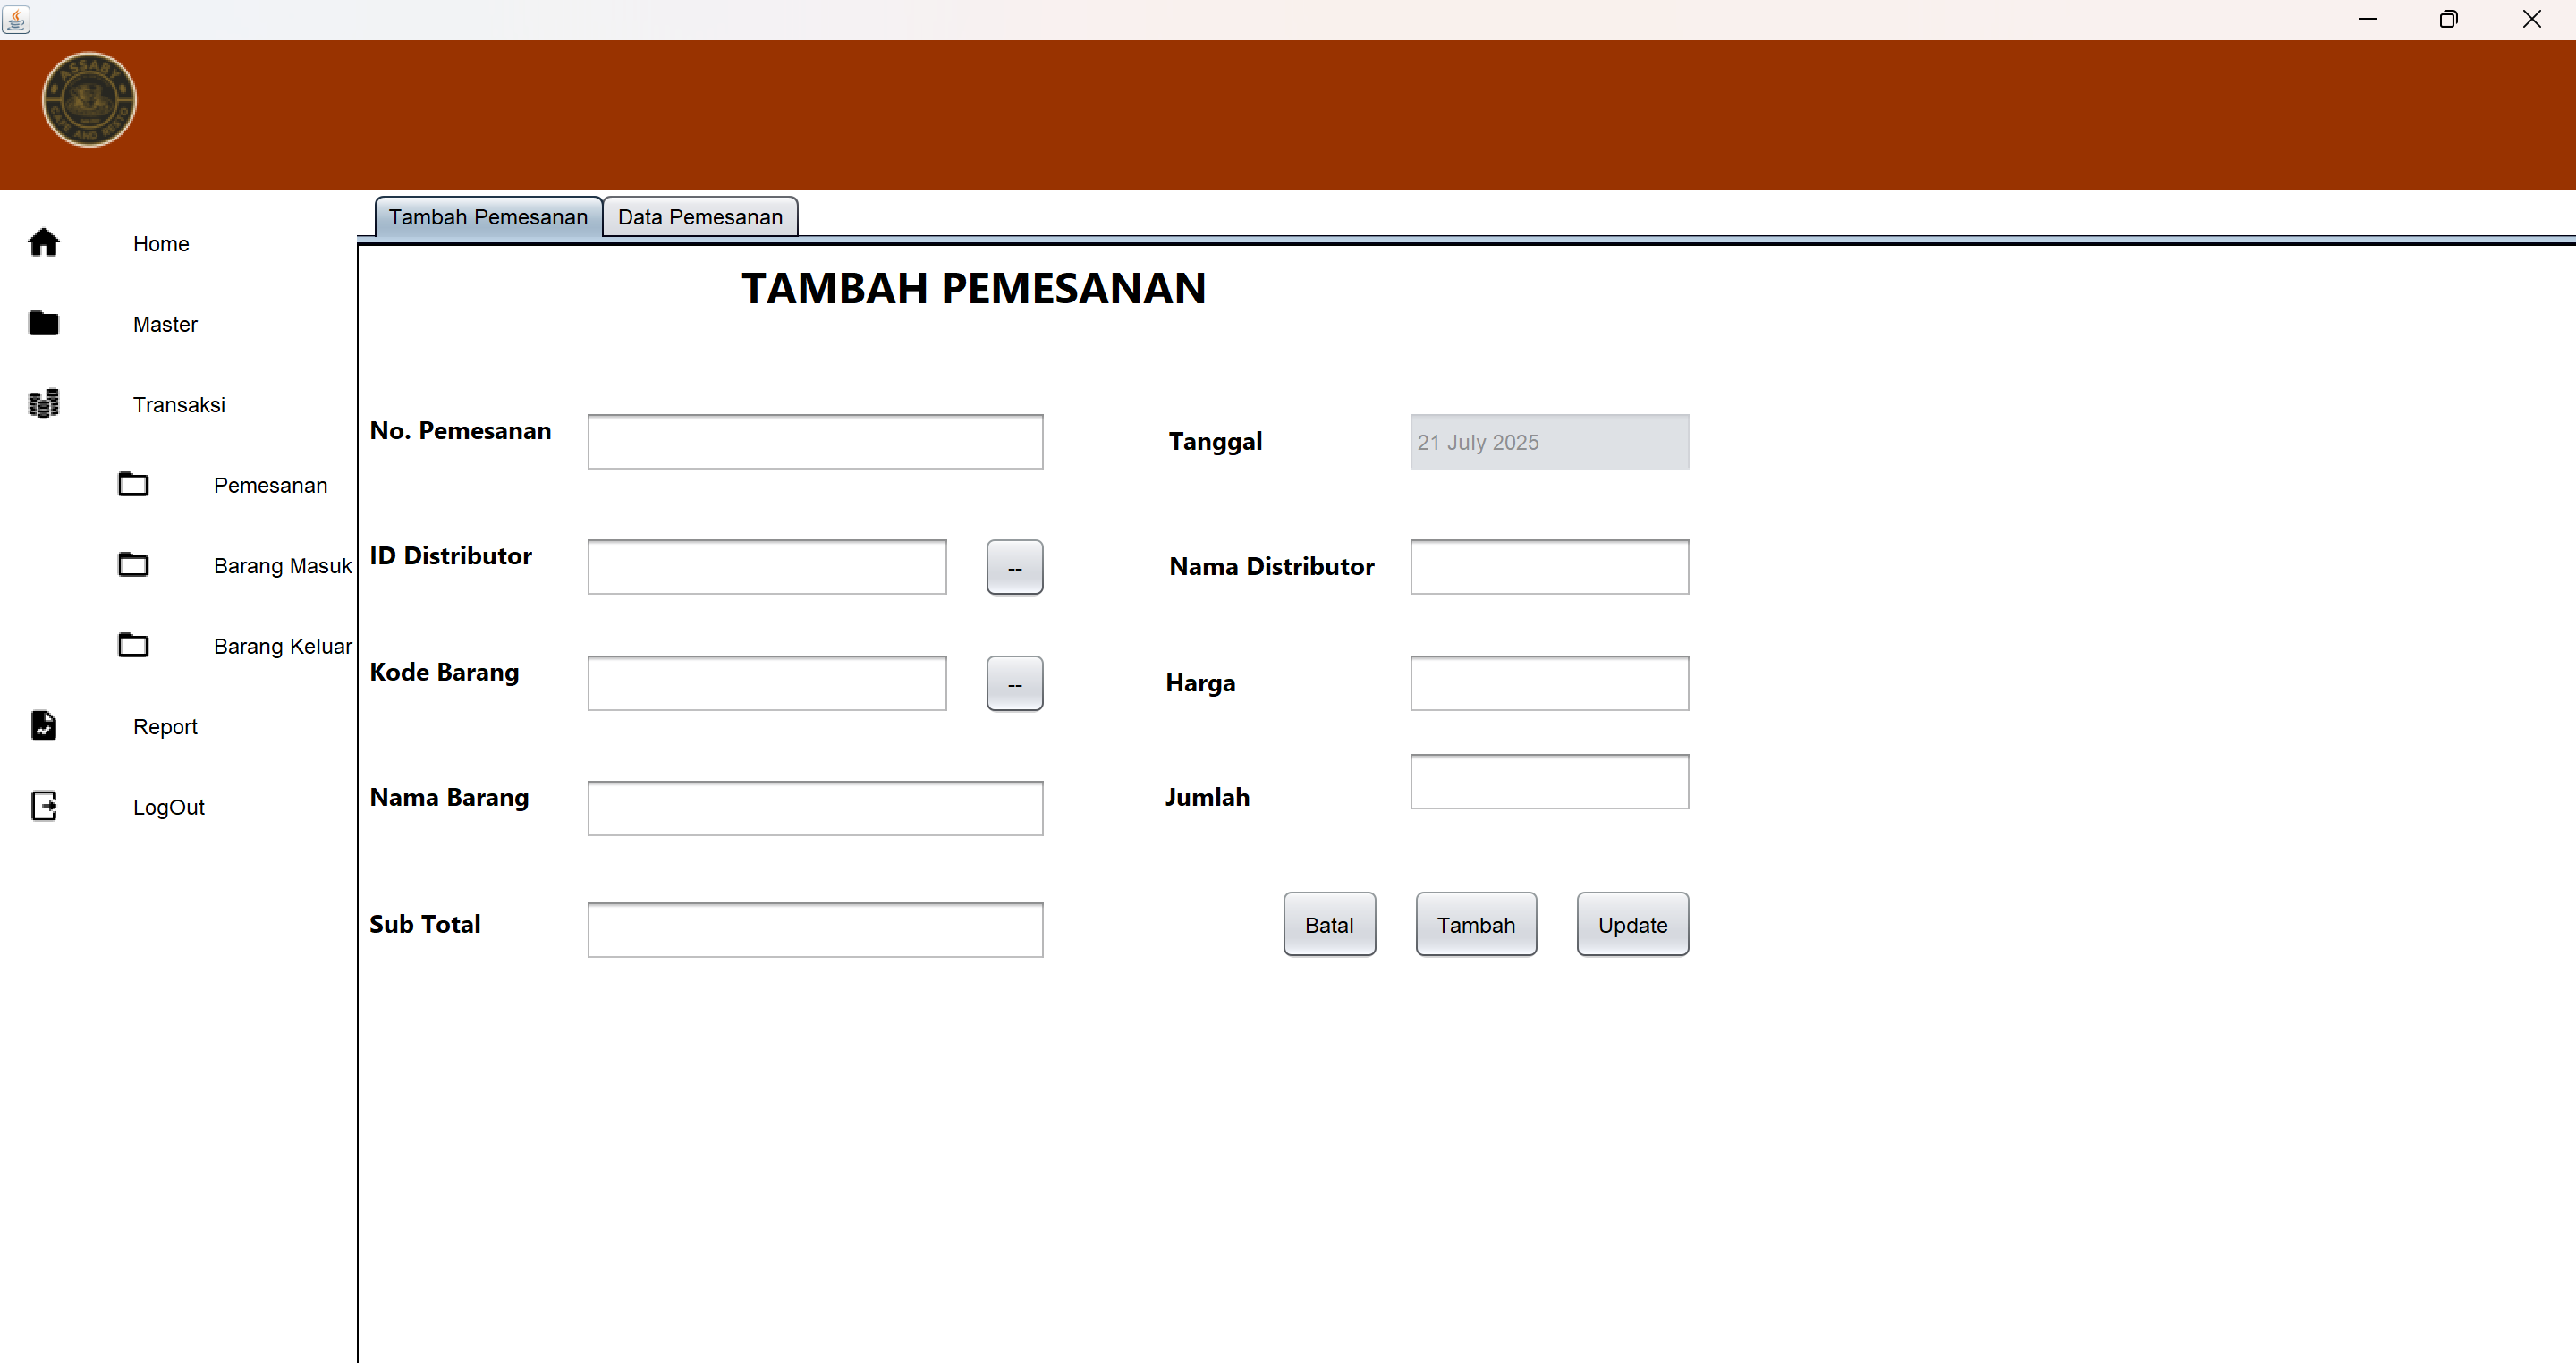 ASSABY
CAFE AND RESTO
Tambah Pemesanan
Data Pemesanan
Home
Master
Transaksi
Pemesanan
Barang Masuk
Barang Keluar
Report
LogOut
TAMBAH PEMESANAN
No. Pemesanan
Tanggal
21 July 2025
ID Distributor
--
Nama Distributor
Kode Barang
--
Harga
Nama Barang
Jumlah
Sub Total
Batal
Tambah
Update